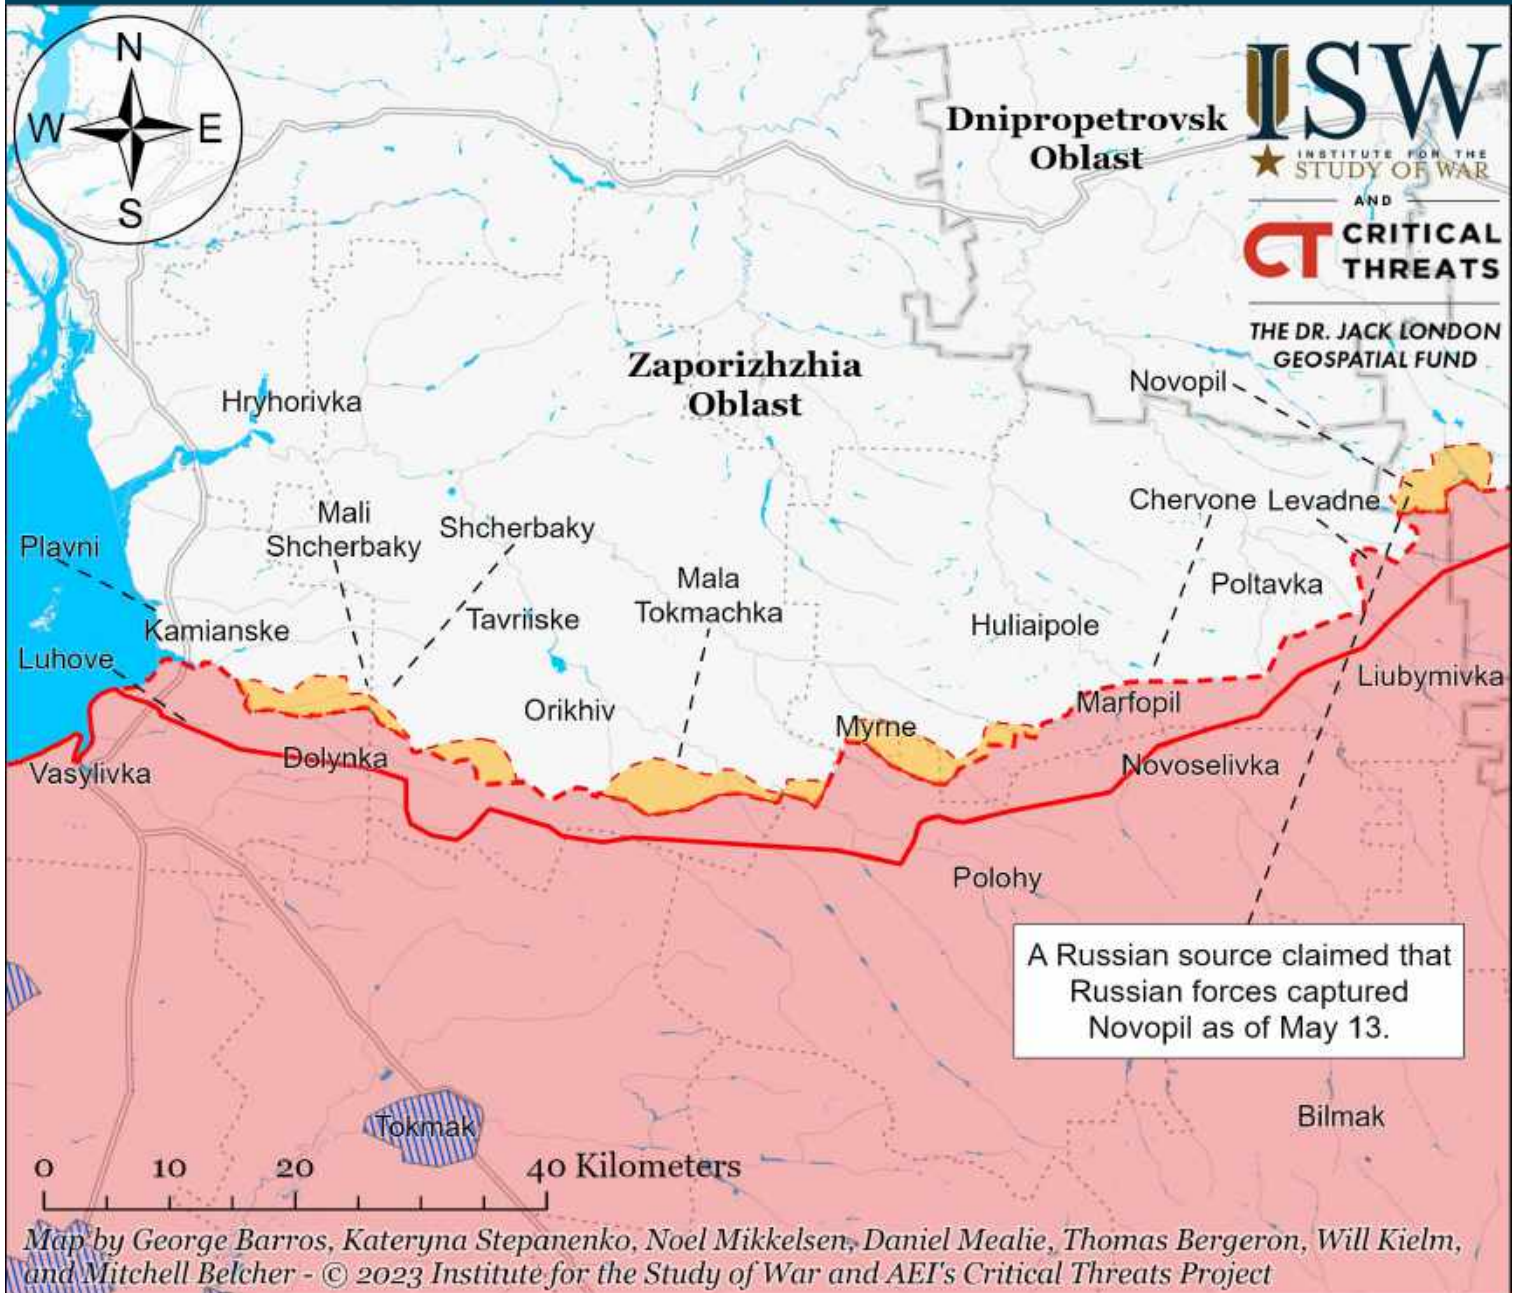 N
W E
S
ISW
INSTITUTE FOR THE
STUDY OF WAR
AND
CT CRITICAL
THREATS
THE DR. JACK LONDON
GEOSPATIAL FUND
Dnipropetrovsk
Oblast
Zaporizhzhia
Oblast
Novopil
Hryhorivka
Mali
Shcherbaky
Shcherbaky
Chervone
Levadne
Plavni
Mala
Tokmachka
Poltavka
Kamianske
Tavriiske
Huliaipole
Luhove
Liubymivka
Orikhiv
Marfopil
Myrne
Dolynka
Vasylivka
Novoselivka
Polohy
A Russian source claimed that
Russian forces captured
Novopil as of May 13.
Tokmak
Bilmak
0 10 20 40 Kilometers
Map by George Barros, Kateryna Stepanenko, Noel Mikkelsen, Daniel Mealie, Thomas Bergeron, Will Kielm,
and Mitchell Belcher - © 2023 Institute for the Study of War and AEI's Critical Threats Project